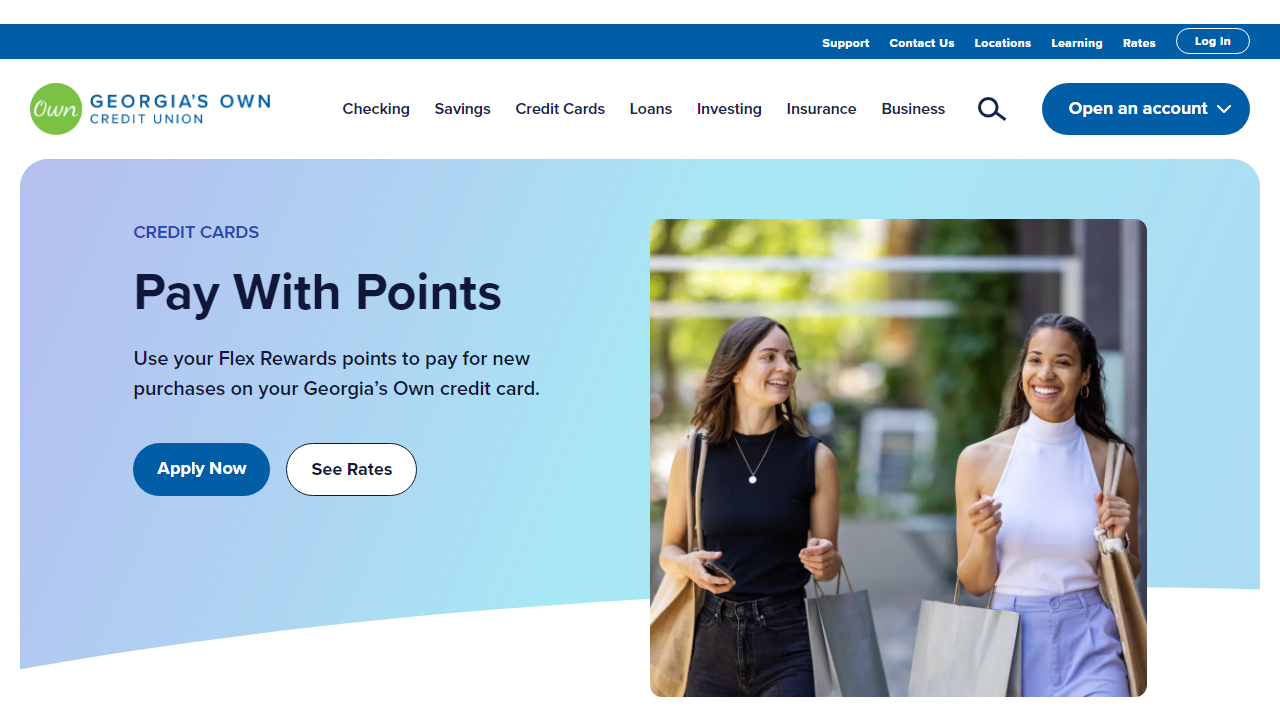 Support Contact Us Locations Learning Rates Log In
Own GEORGIA'S OWN
CREDIT UNION
Checking Savings Credit Cards Loans Investing Insurance Business
Open an account
CREDIT CARDS
Pay With Points
Use your Flex Rewards points to pay for new
purchases on your Georgia’s Own credit card.
Apply Now See Rates